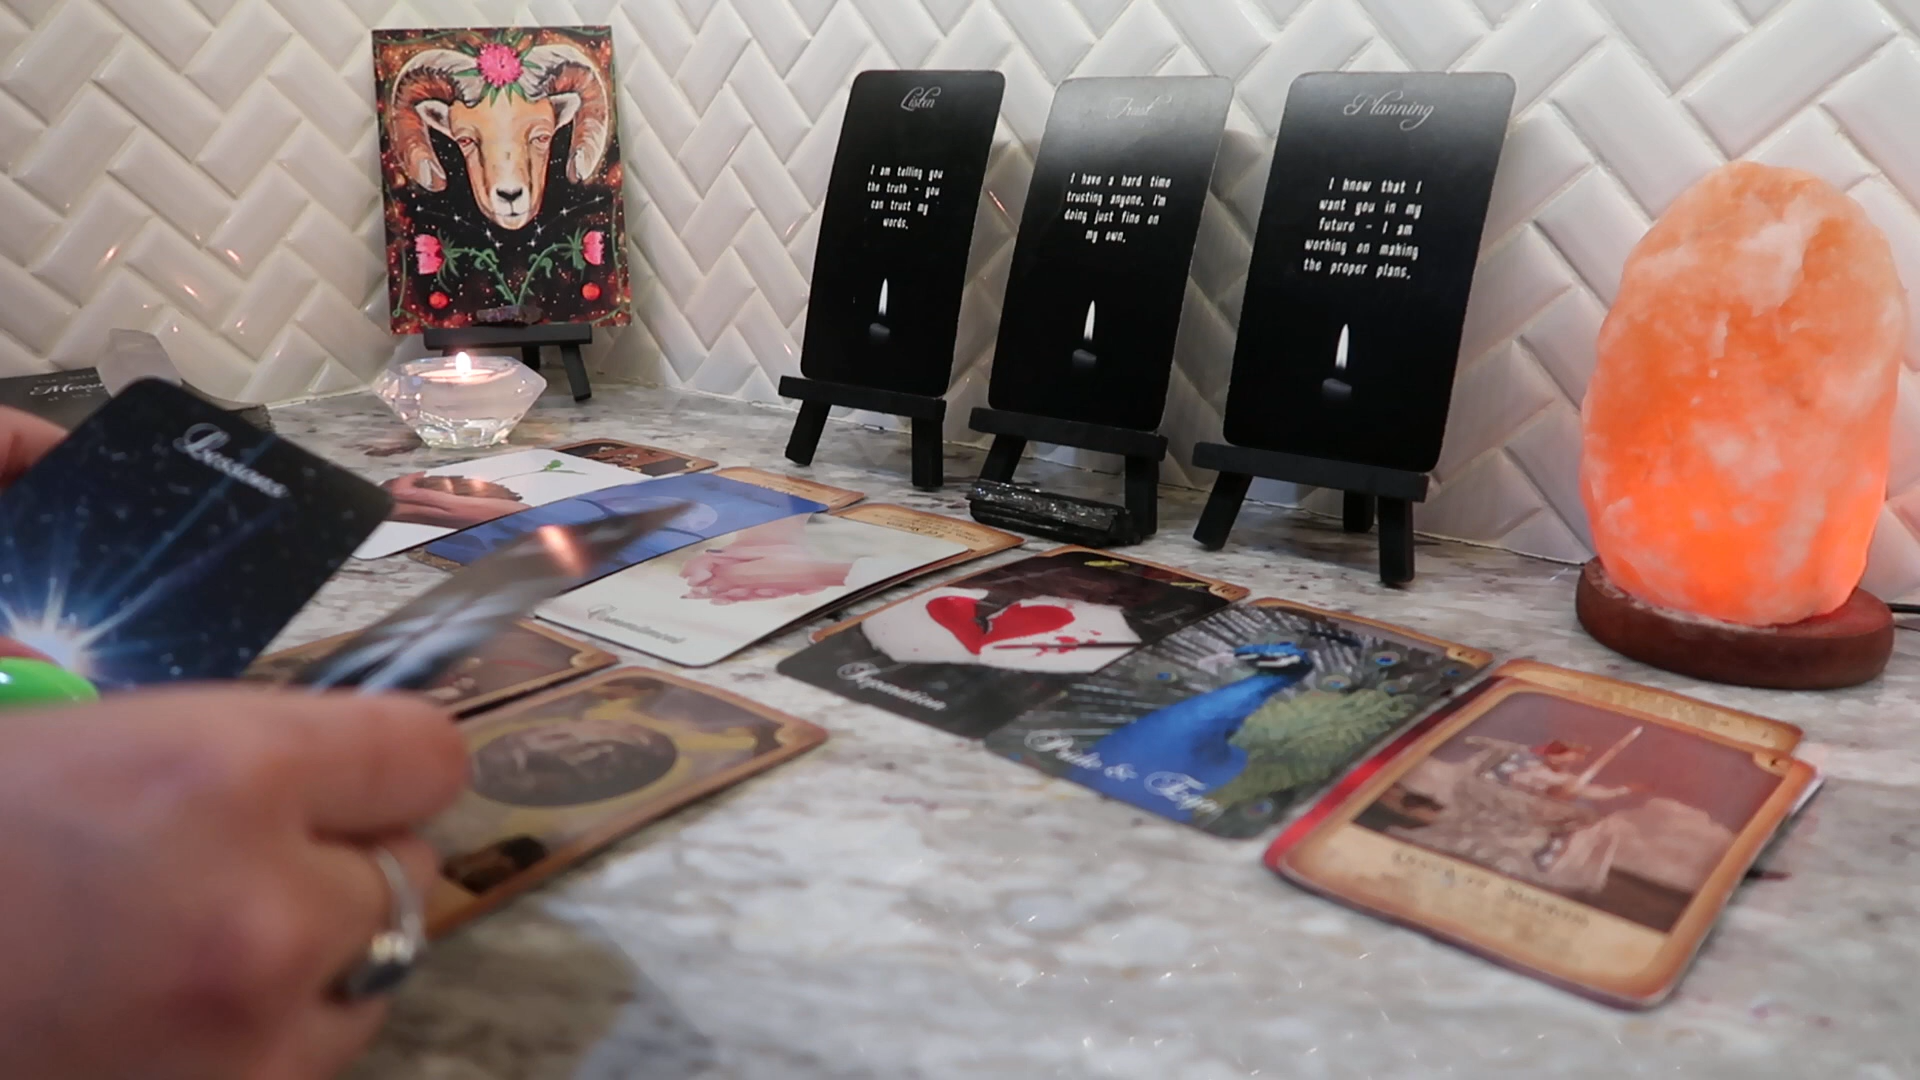 Listen
I am telling you
the truth - you
can trust my
words.
Trust
I have a hard time
trusting anyone. I'm
doing just fine on
my own.
Planning
I know that I
want you in my
future - I am
working on making
the proper plans.
Lessons
Commitment
Separation
Pride & Ego